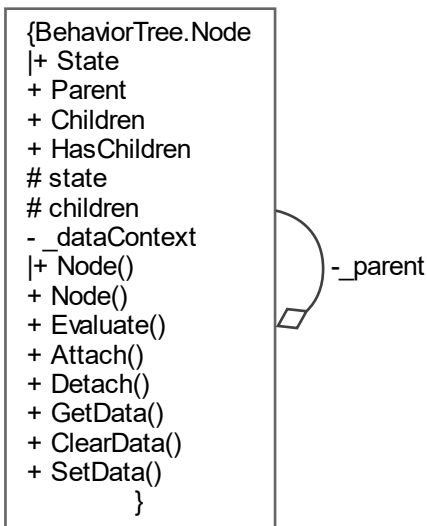 {BehaviorTree.Node
|+ State
+ Parent
+ Children
+ HasChildren
# state
# children
- _dataContext
|+ Node()
+ Node()
+ Evaluate()
+ Attach()
+ Detach()
+ GetData()
+ ClearData()
+ SetData()
}
-_parent